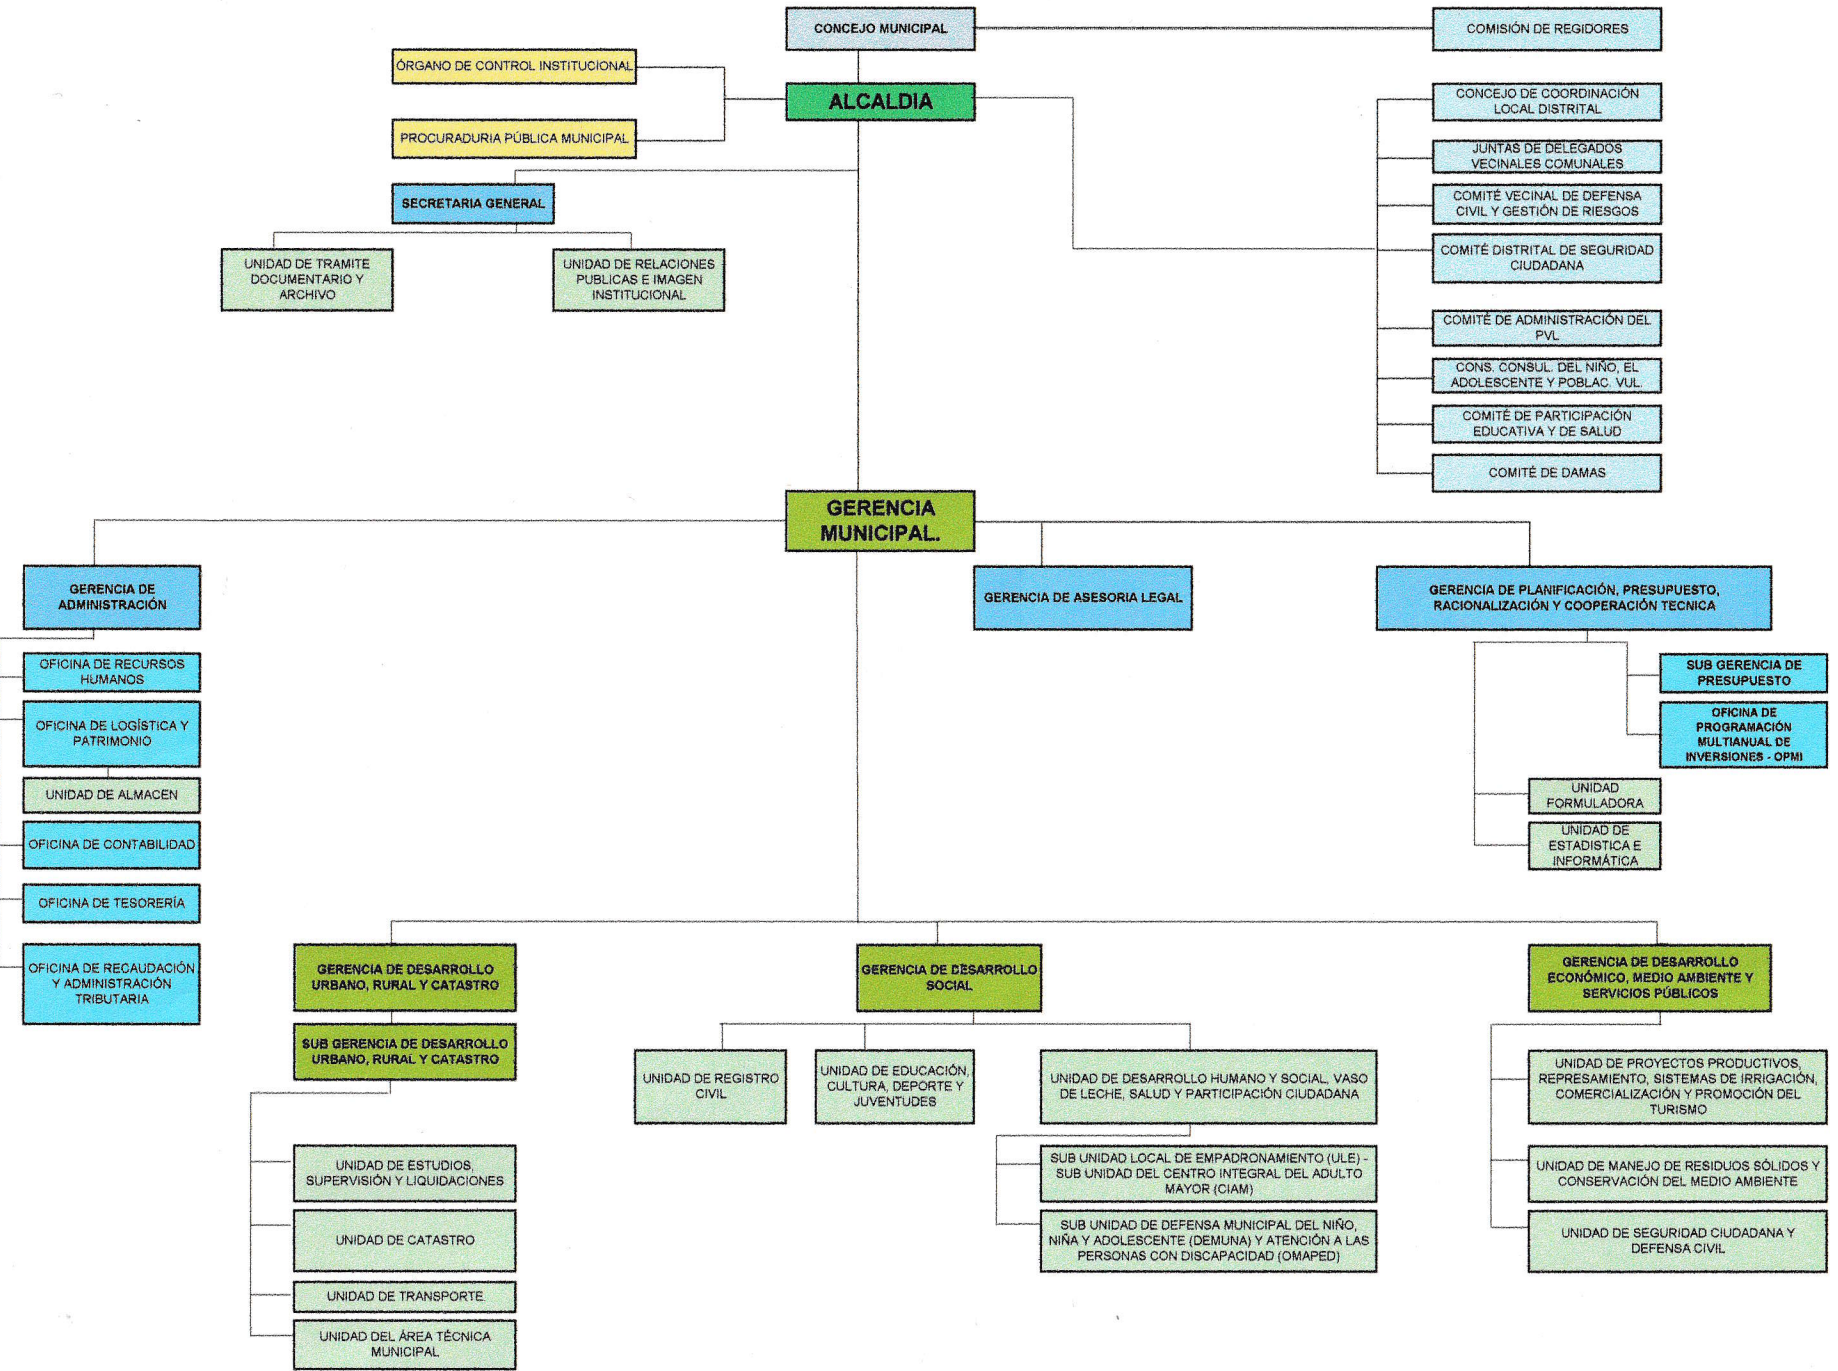 CONCEJO MUNICIPAL
COMISIÓN DE REGIDORES
ÓRGANO DE CONTROL INSTITUCIONAL
ALCALDIA
CONCEJO DE COORDINACIÓN
LOCAL DISTRITAL
PROCURADURIA PÚBLICA MUNICIPAL
JUNTAS DE DELEGADOS
VECINALES COMUNALES
SECRETARIA GENERAL
COMITÉ VECINAL DE DEFENSA
CIVIL Y GESTIÓN DE RIESGOS
UNIDAD DE TRAMITE
DOCUMENTARIO Y
ARCHIVO
UNIDAD DE RELACIONES
PUBLICAS E IMAGEN
INSTITUCIONAL
COMITÉ DISTRITAL DE SEGURIDAD
CIUDADANA
COMITÉ DE ADMINISTRACIÓN DEL
PVL
CONS. CONSUL. DEL NIÑO, EL
ADOLESCENTE Y POBLAC. VUL.
COMITÉ DE PARTICIPACIÓN
EDUCATIVA Y DE SALUD
COMITÉ DE DAMAS
GERENCIA
MUNICIPAL.
GERENCIA DE
ADMINISTRACIÓN
GERENCIA DE ASESORIA LEGAL
GERENCIA DE PLANIFICACIÓN, PRESUPUESTO,
RACIONALIZACIÓN Y COOPERACIÓN TECNICA
OFICINA DE RECURSOS
HUMANOS
OFICINA DE LOGÍSTICA Y
PATRIMONIO
UNIDAD DE ALMACEN
OFICINA DE CONTABILIDAD
OFICINA DE TESORERÍA
OFICINA DE RECAUDACIÓN
Y ADMINISTRACIÓN
TRIBUTARIA
SUB GERENCIA DE
PRESUPUESTO
OFICINA DE
PROGRAMACIÓN
MULTIANUAL DE
INVERSIONES - OPMI
UNIDAD
FORMULADORA
UNIDAD DE
ESTADISTICA E
INFORMÁTICA
GERENCIA DE DESARROLLO
URBANO, RURAL Y CATASTRO
SUB GERENCIA DE DESARROLLO
URBANO, RURAL Y CATASTRO
UNIDAD DE ESTUDIOS,
SUPERVISIÓN Y LIQUIDACIONES
UNIDAD DE CATASTRO
UNIDAD DE TRANSPORTE
UNIDAD DEL ÁREA TÉCNICA
MUNICIPAL
GERENCIA DE DESARROLLO
SOCIAL
UNIDAD DE REGISTRO
CIVIL
UNIDAD DE EDUCACIÓN,
CULTURA, DEPORTE Y
JUVENTUDES
UNIDAD DE DESARROLLO HUMANO Y SOCIAL, VASO
DE LECHE, SALUD Y PARTICIPACIÓN CIUDADANA
SUB UNIDAD LOCAL DE EMPADRONAMIENTO (ULE) -
SUB UNIDAD DEL CENTRO INTEGRAL DEL ADULTO
MAYOR (CIAM)
SUB UNIDAD DE DEFENSA MUNICIPAL DEL NIÑO,
NIÑA Y ADOLESCENTE (DEMUNA) Y ATENCIÓN A LAS
PERSONAS CON DISCAPACIDAD (OMAPED)
GERENCIA DE DESARROLLO
ECONÓMICO, MEDIO AMBIENTE Y
SERVICIOS PÚBLICOS
UNIDAD DE PROYECTOS PRODUCTIVOS,
REPRESAMIENTO, SISTEMAS DE IRRIGACIÓN,
COMERCIALIZACIÓN Y PROMOCIÓN DEL
TURISMO
UNIDAD DE MANEJO DE RESIDUOS SÓLIDOS Y
CONSERVACIÓN DEL MEDIO AMBIENTE
UNIDAD DE SEGURIDAD CIUDADANA Y
DEFENSA CIVIL